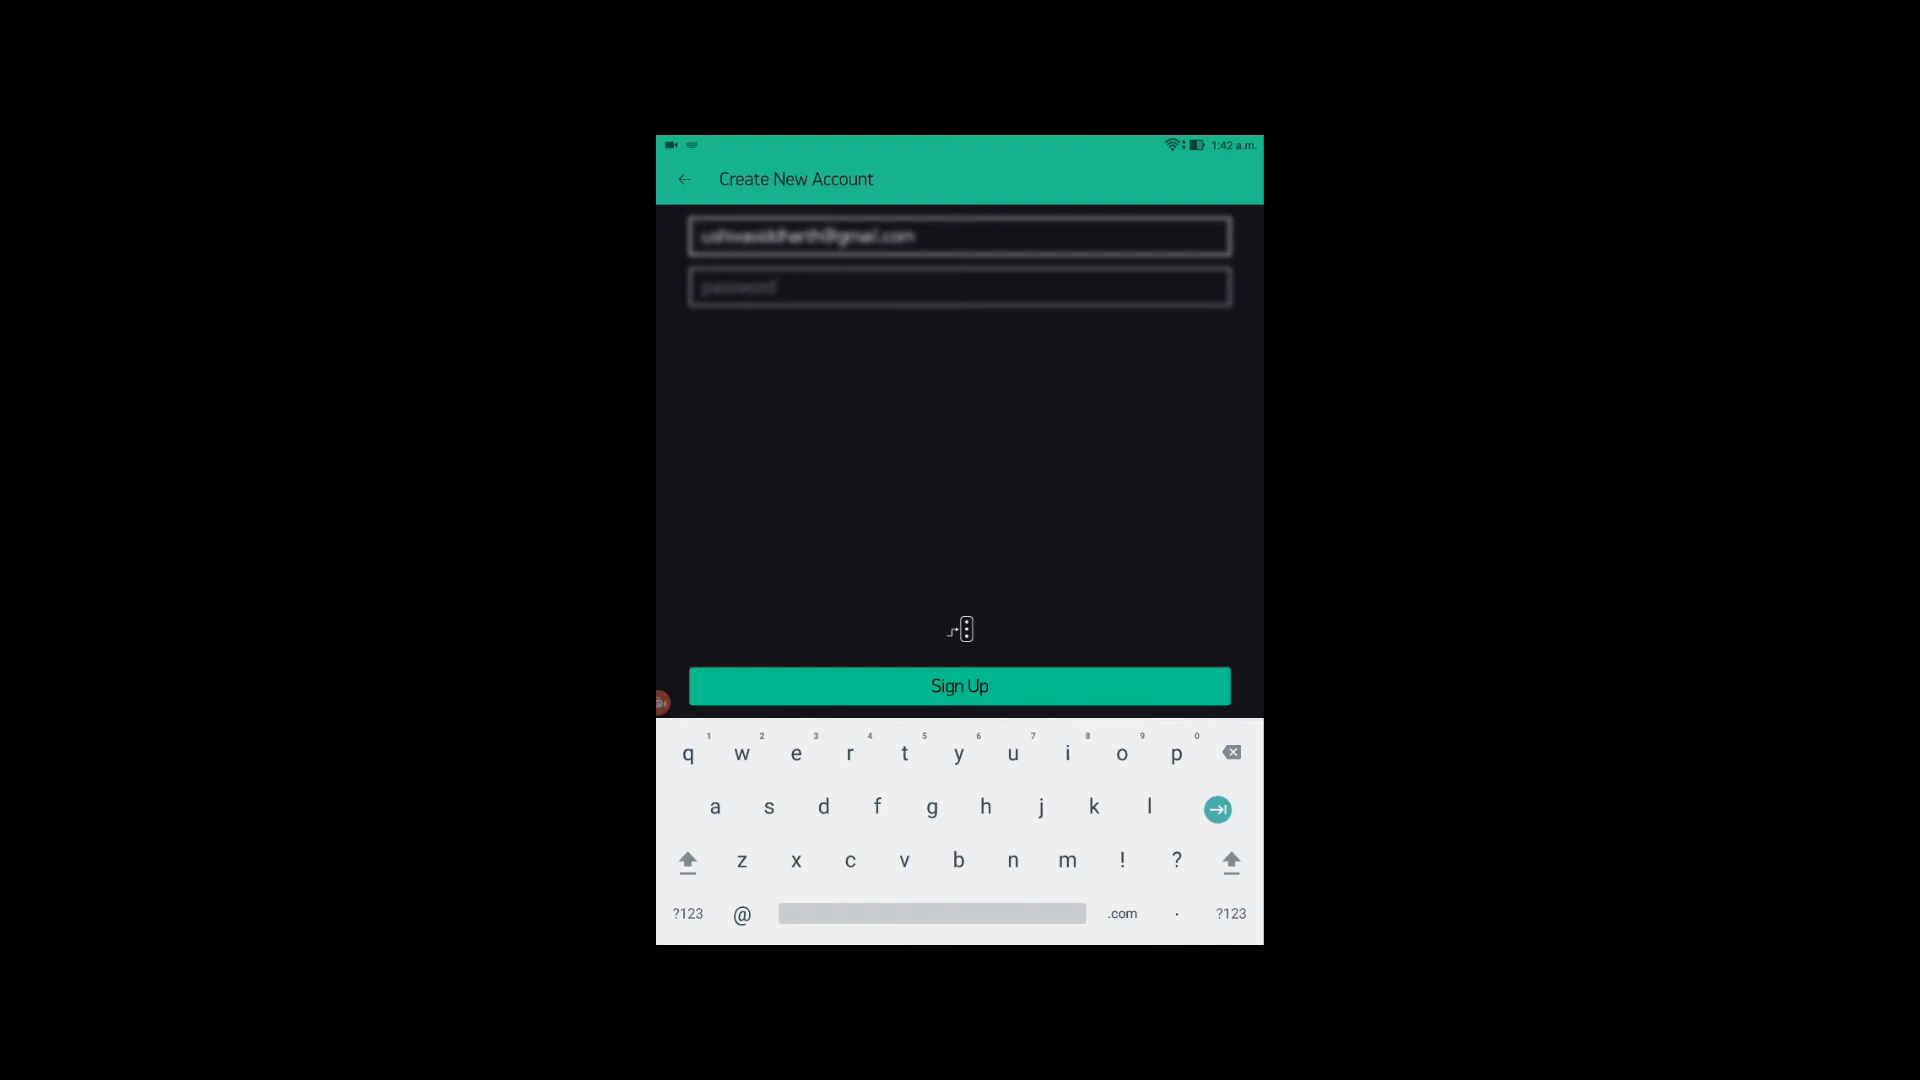 1:42 a.m.
Create New Account
password
Sign Up
1 2 3 4 5 6 7 8 9 0
q w e r t y u i o p
a s d f g h j k l
z x c v b n m ! ?
?123 @ .com . ?123